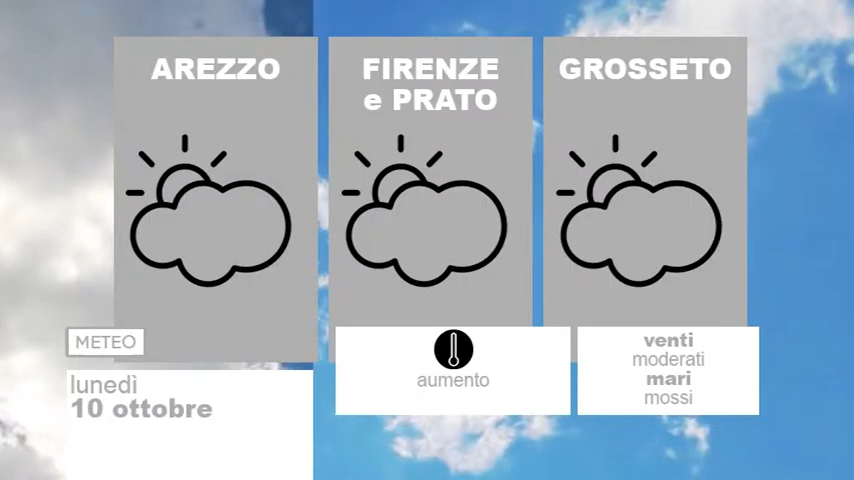 AREZZO
FIRENZE
e PRATO
GROSSETO
METEO
lunedì
10 ottobre
aumento
venti
moderati
mari
mossi